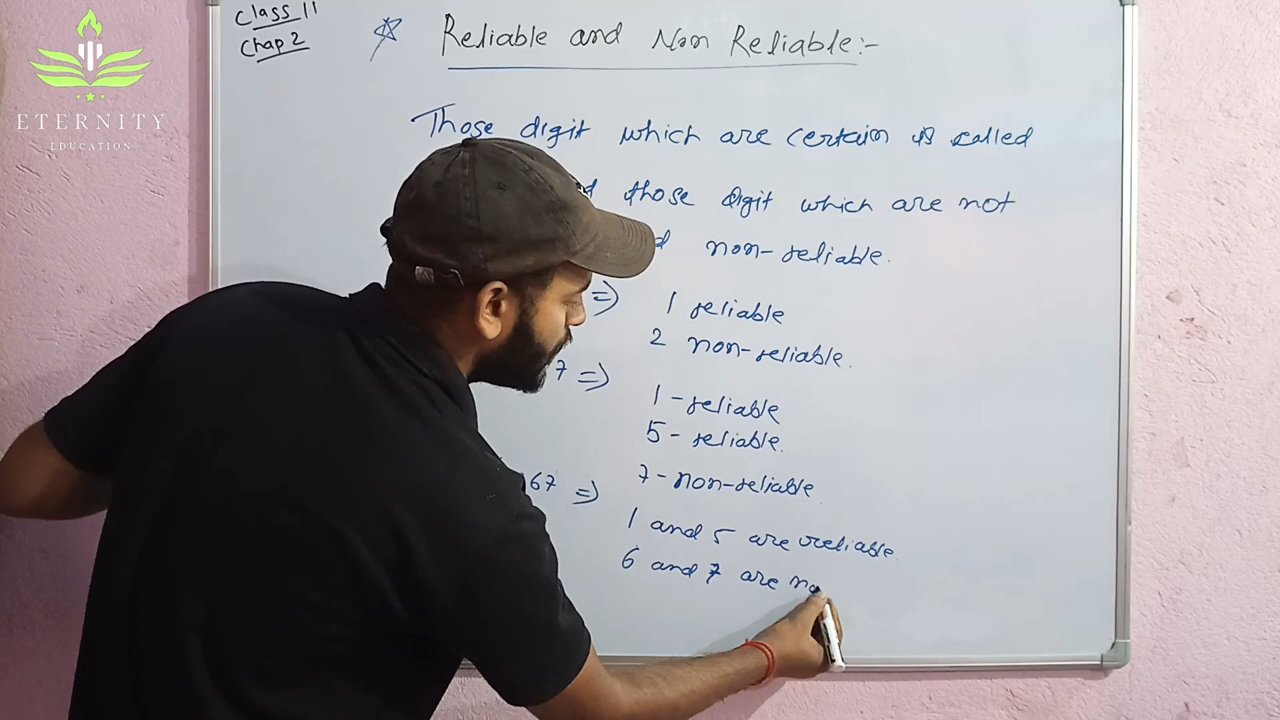 Class 11
Chap 2
ETERNITY
EDUCATION
Reliable and Non Reliable:-
Those digit which are certain is called
those digit which are not
non-reliable.
=> 1 reliable
2 non-reliable.
7 => 1 - reliable
5 - reliable.
7 - non-reliable
67 => 1 and 5 are reliable.
6 and 7 are no